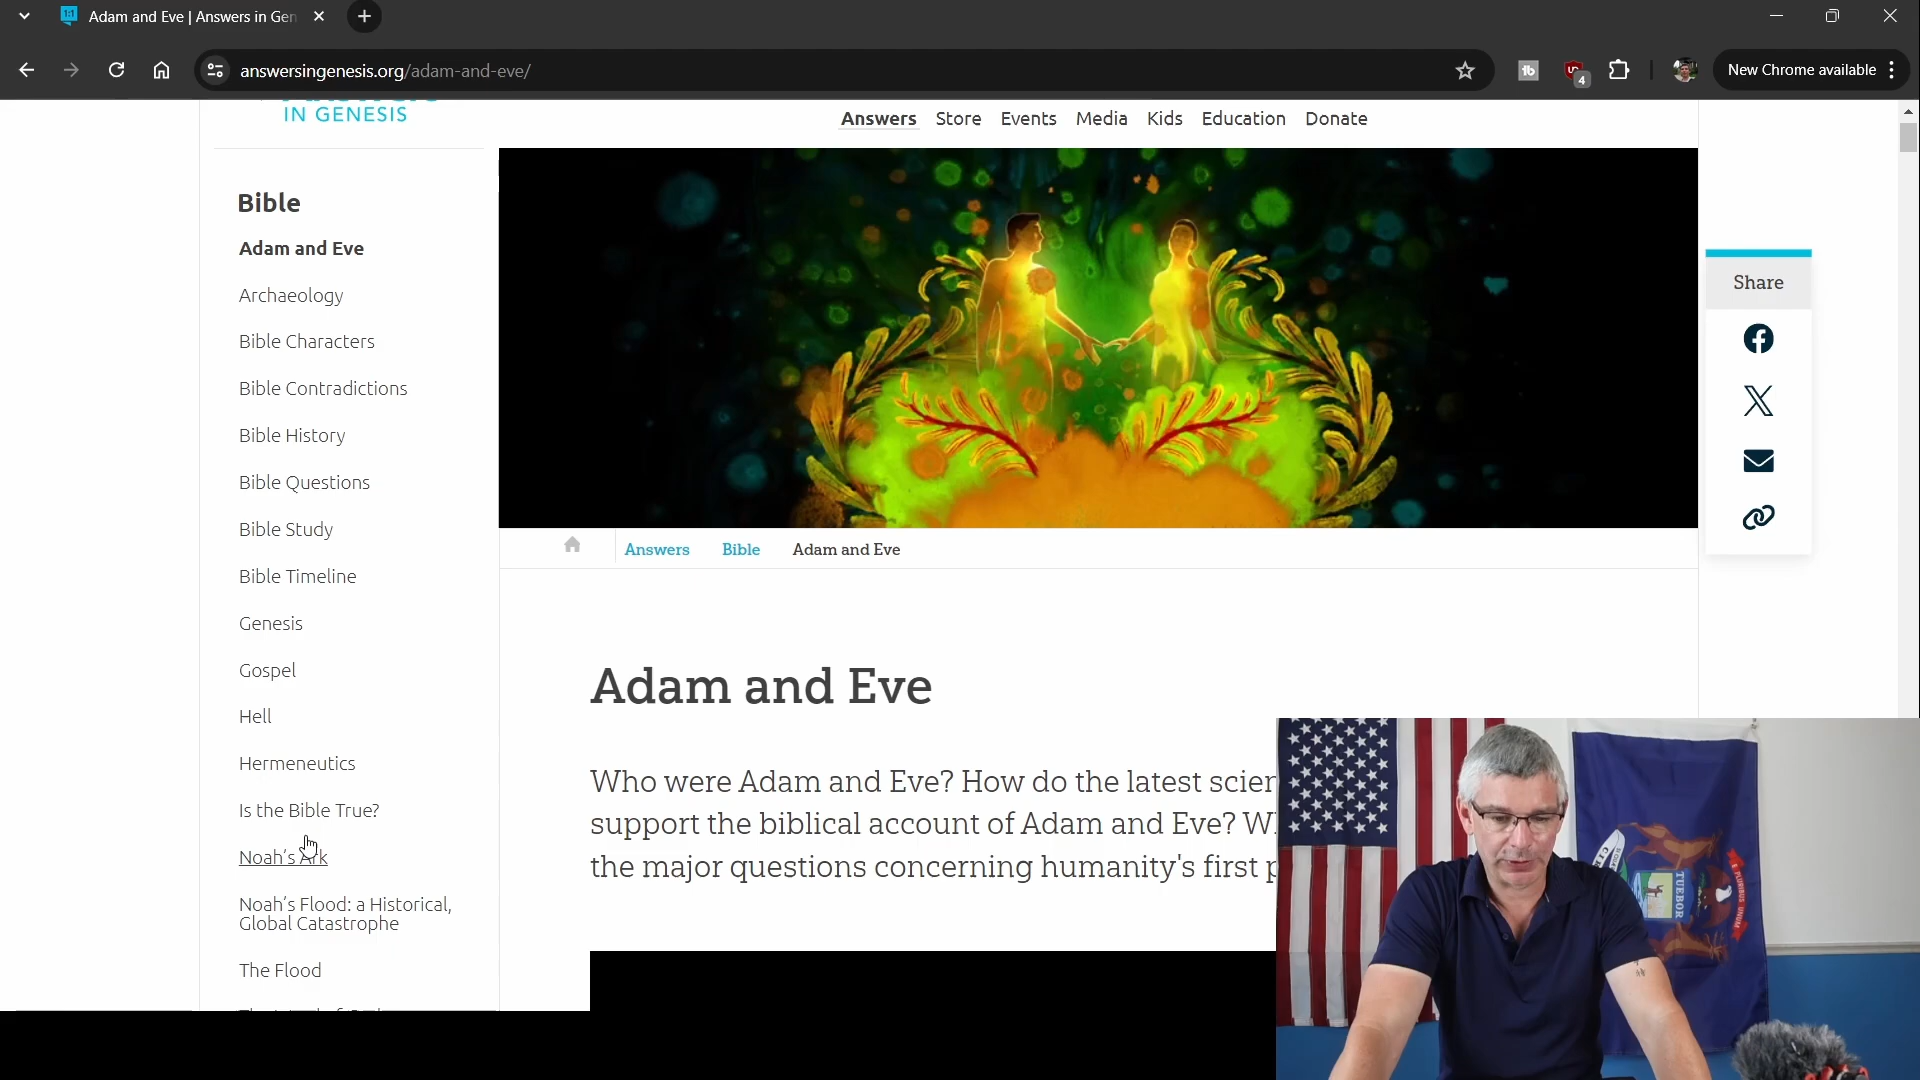 Adam and Eve | Answers in Gen
answersingenesis.org/adam-and-eve/
4
New Chrome available
IN GENESIS
Answers Store Events Media Kids Education Donate
Bible
Adam and Eve
Archaeology
Bible Characters
Bible Contradictions
Bible History
Bible Questions
Bible Study
Bible Timeline
Genesis
Gospel
Hell
Hermeneutics
Is the Bible True?
Noah's Ark
Noah's Flood: a Historical,
Global Catastrophe
The Flood
Share
Answers Bible Adam and Eve
Adam and Eve
Who were Adam and Eve? How do the latest scien
support the biblical account of Adam and Eve? W
the major questions concerning humanity's first p
TUEBOR
E PLURIBUS UNUM